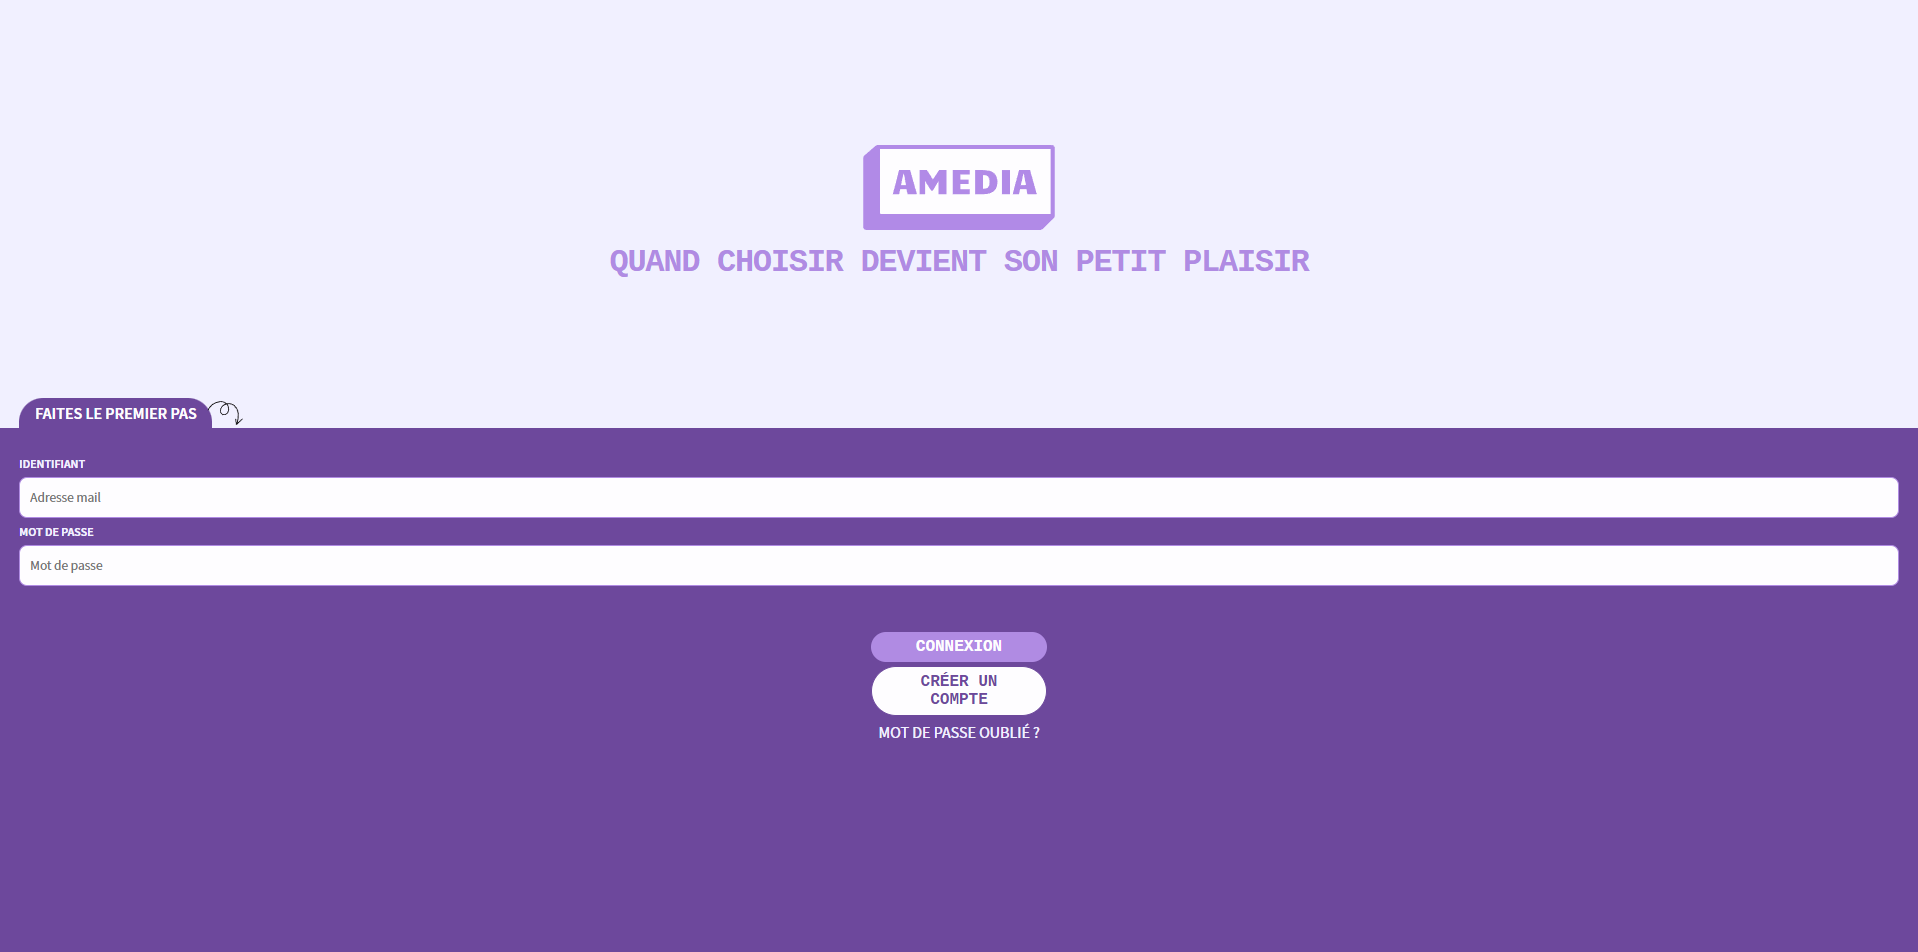 AMEDIA
QUAND CHOISIR DEVIENT SON PETIT PLAISIR
FAITES LE PREMIER PAS
IDENTIFIANT
Adresse mail
MOT DE PASSE
Mot de passe
CONNEXION
CRÉER UN
COMPTE
MOT DE PASSE OUBLIÉ ?